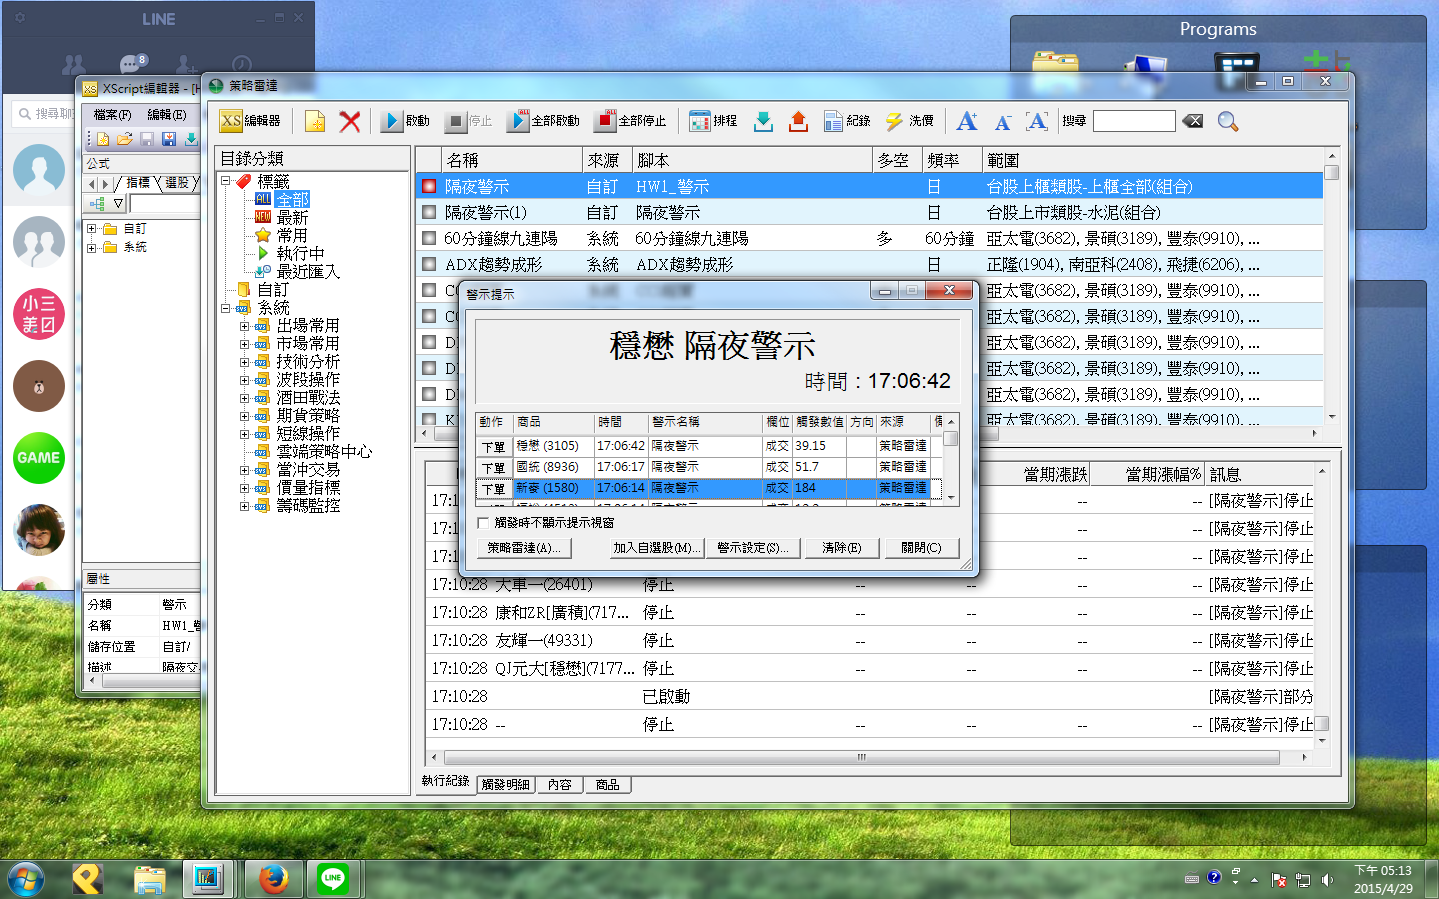 LINE
8
搜尋聊
GAME
小三美日
Programs
XScript編輯器 - [H
檔案(F) 編輯(E)
公式
指標 選股
自訂
系統
屬性
分類 警示
名稱 HW1_警
儲存位置 自訂/
描述 隔夜交
策略雷達
XS編輯器 啟動 停止 全部啟動 全部停止 排程 紀錄 洗價 A A A 搜尋
目錄分類
標籤
ALL 全部
NEW 最新
常用
執行中
最近匯入
自訂
系統
出場常用
市場常用
技術分析
波段操作
酒田戰法
期貨策略
短線操作
雲端策略中心
當沖交易
價量指標
籌碼監控
名稱 來源 腳本 多空 頻率 範圍
隔夜警示 自訂 HW1_警示 日 台股上櫃類股-上櫃全部(組合)
隔夜警示(1) 自訂 隔夜警示 日 台股上市類股-水泥(組合)
60分鐘線九連陽 系統 60分鐘線九連陽 多 60分鐘 亞太電(3682), 景碩(3189), 豐泰(9910), ...
ADX趨勢成形 系統 ADX趨勢成形 日 正隆(1904), 南亞科(2408), 飛捷(6206), ...
亞太電(3682), 景碩(3189), 豐泰(9910), ...
亞太電(3682), 景碩(3189), 豐泰(9910), ...
亞太電(3682), 景碩(3189), 豐泰(9910), ...
亞太電(3682), 景碩(3189), 豐泰(9910), ...
亞太電(3682), 景碩(3189), 豐泰(9910), ...
亞太電(3682), 景碩(3189), 豐泰(9910), ...
警示提示
穩懋 隔夜警示
時間 : 17:06:42
動作 商品 時間 警示名稱 欄位 觸發數值 方向 來源
下單 穩懋 (3105) 17:06:42 隔夜警示 成交 39.15 策略雷達
下單 國統 (8936) 17:06:17 隔夜警示 成交 51.7 策略雷達
下單 新麥 (1580) 17:06:14 隔夜警示 成交 184 策略雷達
觸發時不顯示提示視窗
策略雷達(A)... 加入自選股(M)... 警示設定(S)... 清除(E) 關閉(C)
當期漲跌 當期漲幅% 訊息
17:1 -- -- [隔夜警示]停止
17:1 -- -- [隔夜警示]停止
17:1 -- -- [隔夜警示]停止
17:10:28 大車一(26401) 停止 -- -- -- -- [隔夜警示]停止
17:10:28 康和ZR[廣積](717... 停止 -- -- -- -- [隔夜警示]停止
17:10:28 友輝一(49331) 停止 -- -- -- -- [隔夜警示]停止
17:10:28 QJ元大[穩懋](7177... 停止 -- -- -- -- [隔夜警示]停止
17:10:28 已啟動 [隔夜警示]部分
17:10:28 -- 停止 -- -- -- -- [隔夜警示]停止
執行紀錄 觸發明細 內容 商品
LINE
下午 05:13
2015/4/29